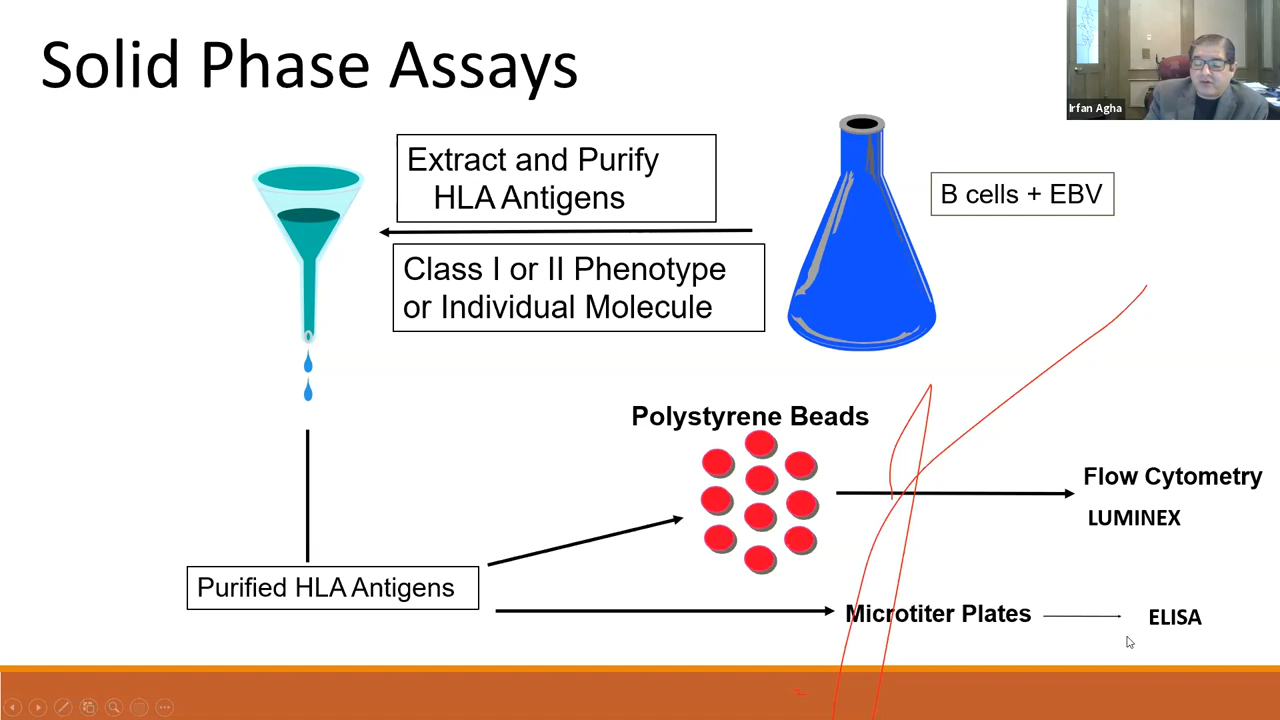 Solid Phase Assays
Irfan Agha
Extract and Purify
HLA Antigens
B cells + EBV
Class I or II Phenotype
or Individual Molecule
Polystyrene Beads
Flow Cytometry
LUMINEX
Purified HLA Antigens
Microtiter Plates
ELISA